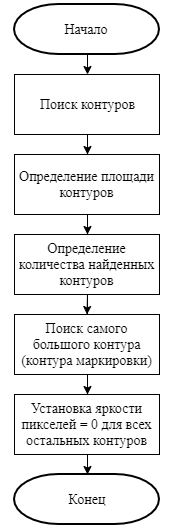 Начало
Поиск контуров
Определение площади
контуров
Определение
количества найденных
контуров
Поиск самого
большого контура
(контура маркировки)
Установка яркости
пикселей = 0 для всех
остальных контуров
Конец